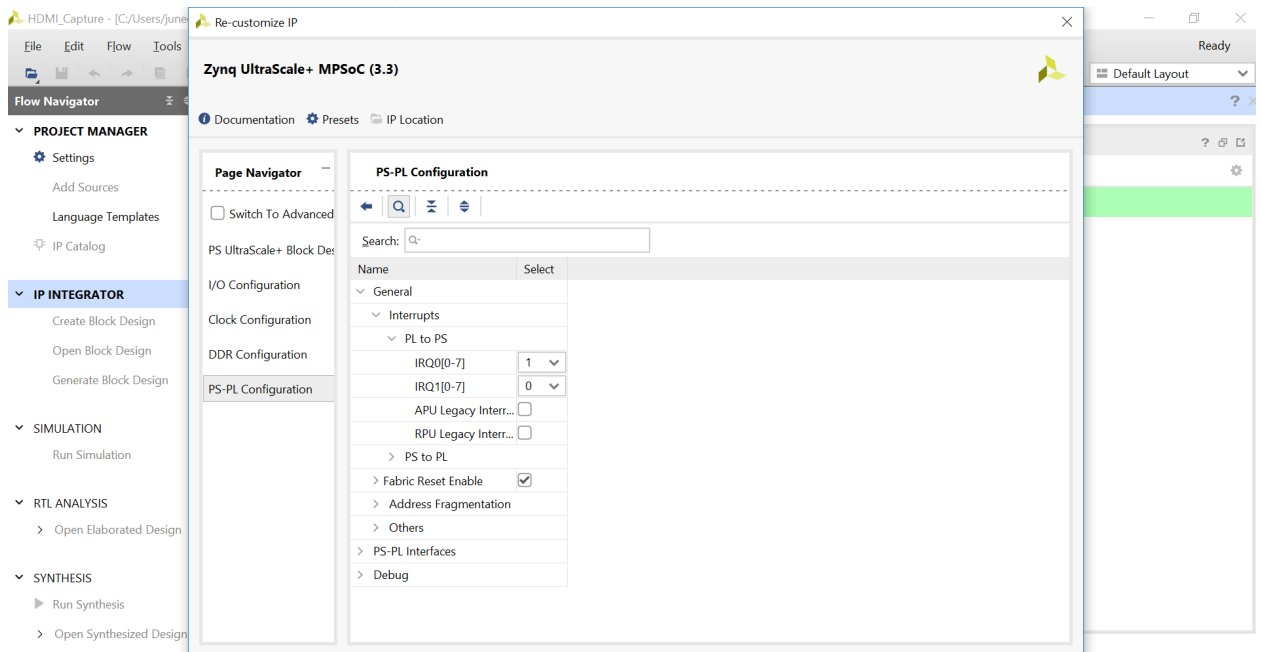 HDMI_Capture - [C:/Users/june
Re-customize IP
File Edit Flow Tools
Ready
Zynq UltraScale+ MPSoC (3.3)
Default Layout
Flow Navigator
?
Documentation Presets IP Location
PROJECT MANAGER
Settings
Add Sources
Language Templates
IP Catalog
IP INTEGRATOR
Create Block Design
Open Block Design
Generate Block Design
SIMULATION
Run Simulation
RTL ANALYSIS
Open Elaborated Design
SYNTHESIS
Run Synthesis
Open Synthesized Design
Page Navigator
Switch To Advanced
PS UltraScale+ Block Des
I/O Configuration
Clock Configuration
DDR Configuration
PS-PL Configuration
PS-PL Configuration
Search:
Name Select
General
Interrupts
PL to PS
IRQ0[0-7] 1
IRQ1[0-7] 0
APU Legacy Interr...
RPU Legacy Interr...
PS to PL
Fabric Reset Enable
Address Fragmentation
Others
PS-PL Interfaces
Debug
?